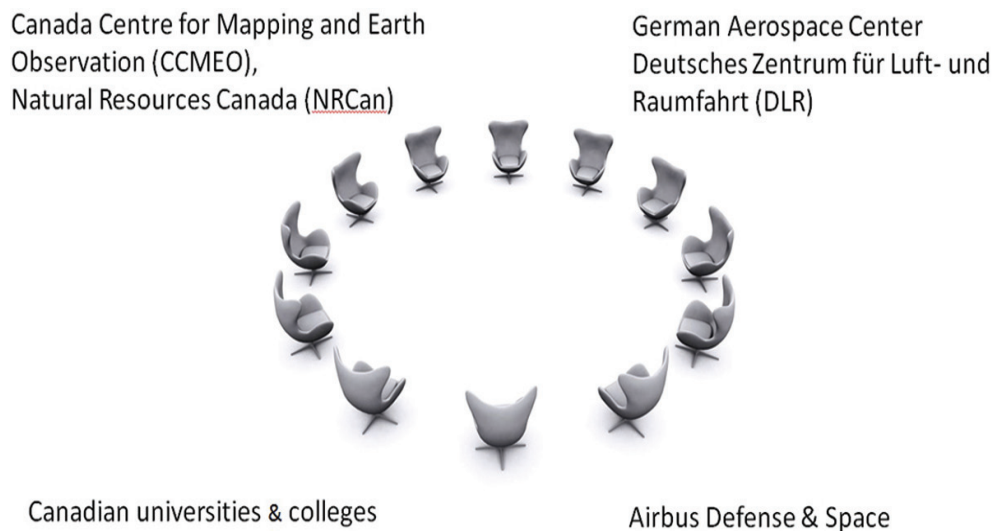 Canada Centre for Mapping and Earth
Observation (CCMEO),
Natural Resources Canada (NRCan)
German Aerospace Center
Deutsches Zentrum für Luft- und
Raumfahrt (DLR)
Canadian universities & colleges
Airbus Defense & Space